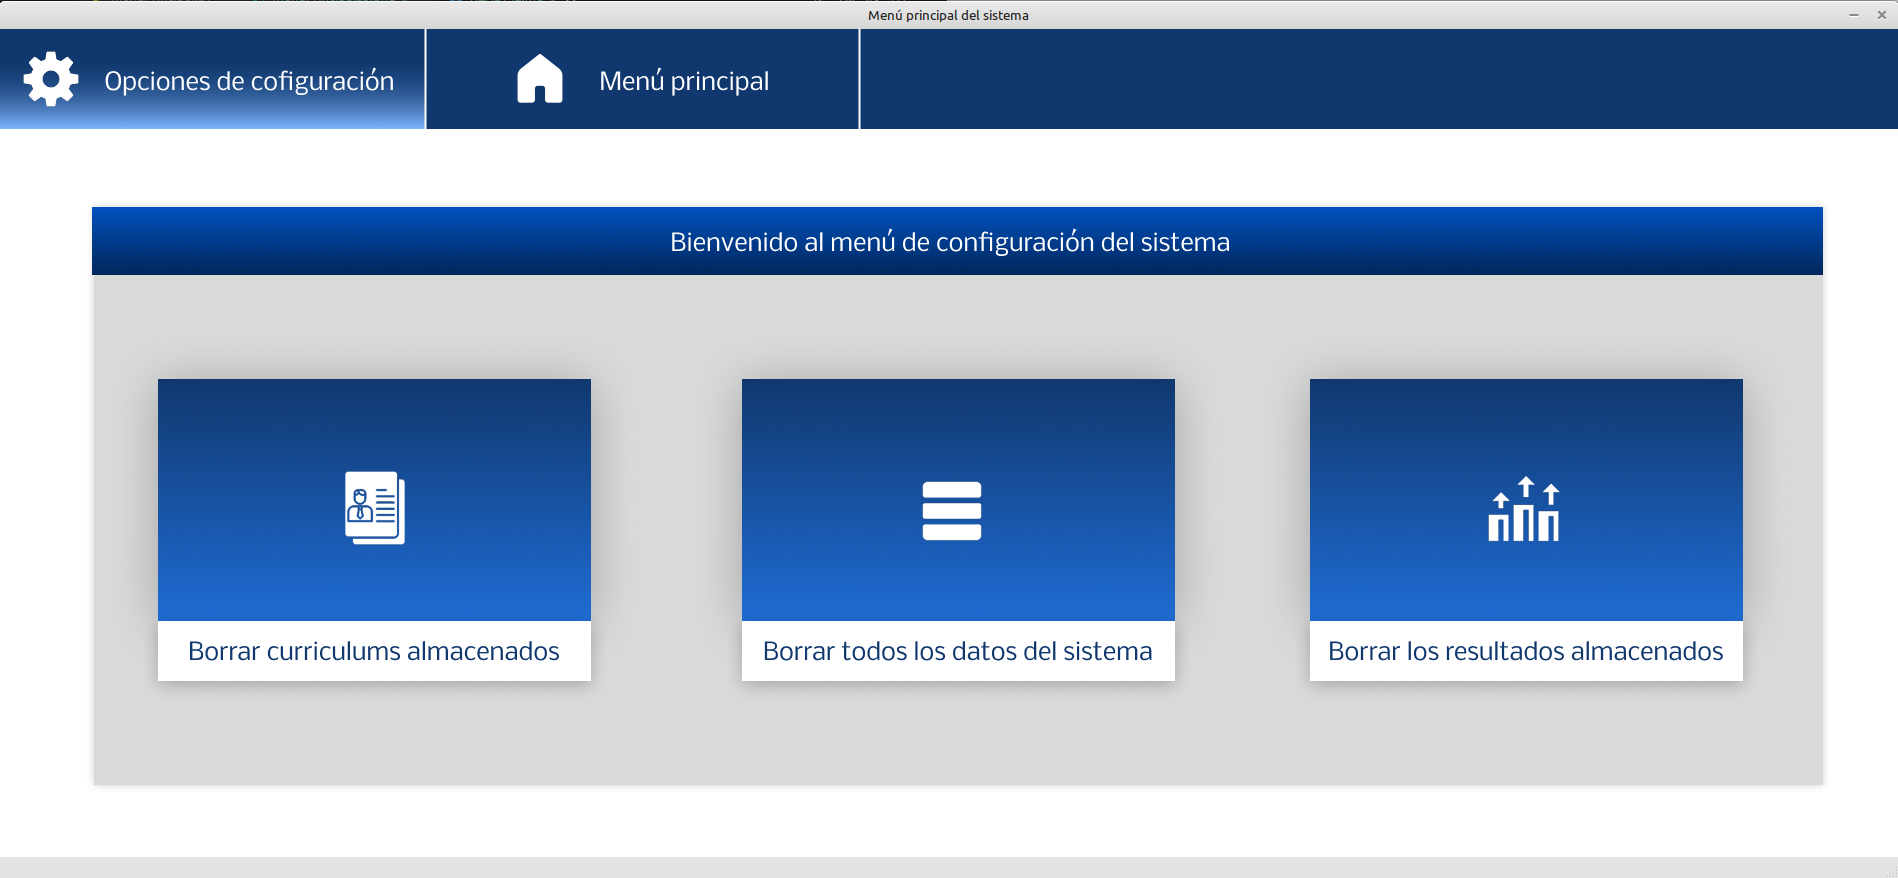 Menú principal del sistema
Opciones de cofiguración
Menú principal
Bienvenido al menú de configuración del sistema
Borrar curriculums almacenados
Borrar todos los datos del sistema
Borrar los resultados almacenados